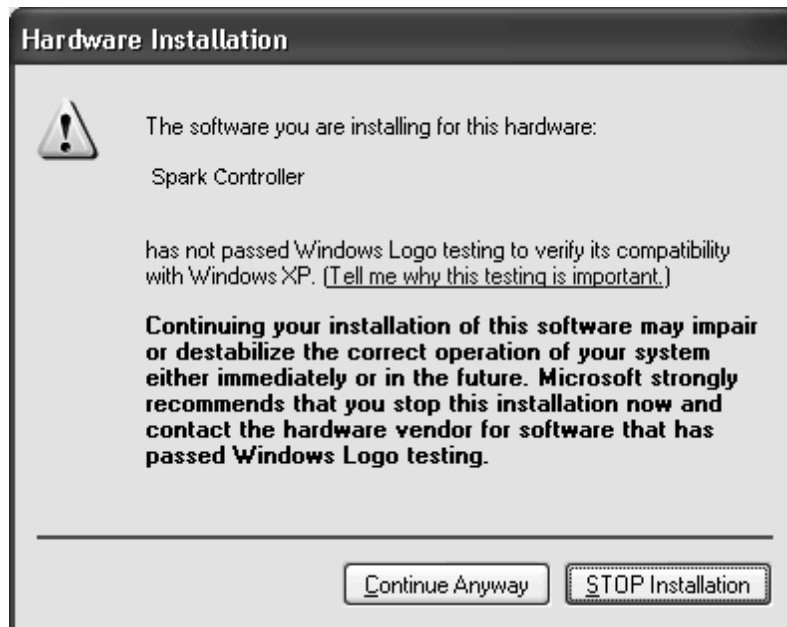 Hardware Installation
The software you are installing for this hardware:
Spark Controller
has not passed Windows Logo testing to verify its compatibility
with Windows XP. (Tell me why this testing is important.)
Continuing your installation of this software may impair
or destabilize the correct operation of your system
either immediately or in the future. Microsoft strongly
recommends that you stop this installation now and
contact the hardware vendor for software that has
passed Windows Logo testing.
Continue Anyway STOP Installation